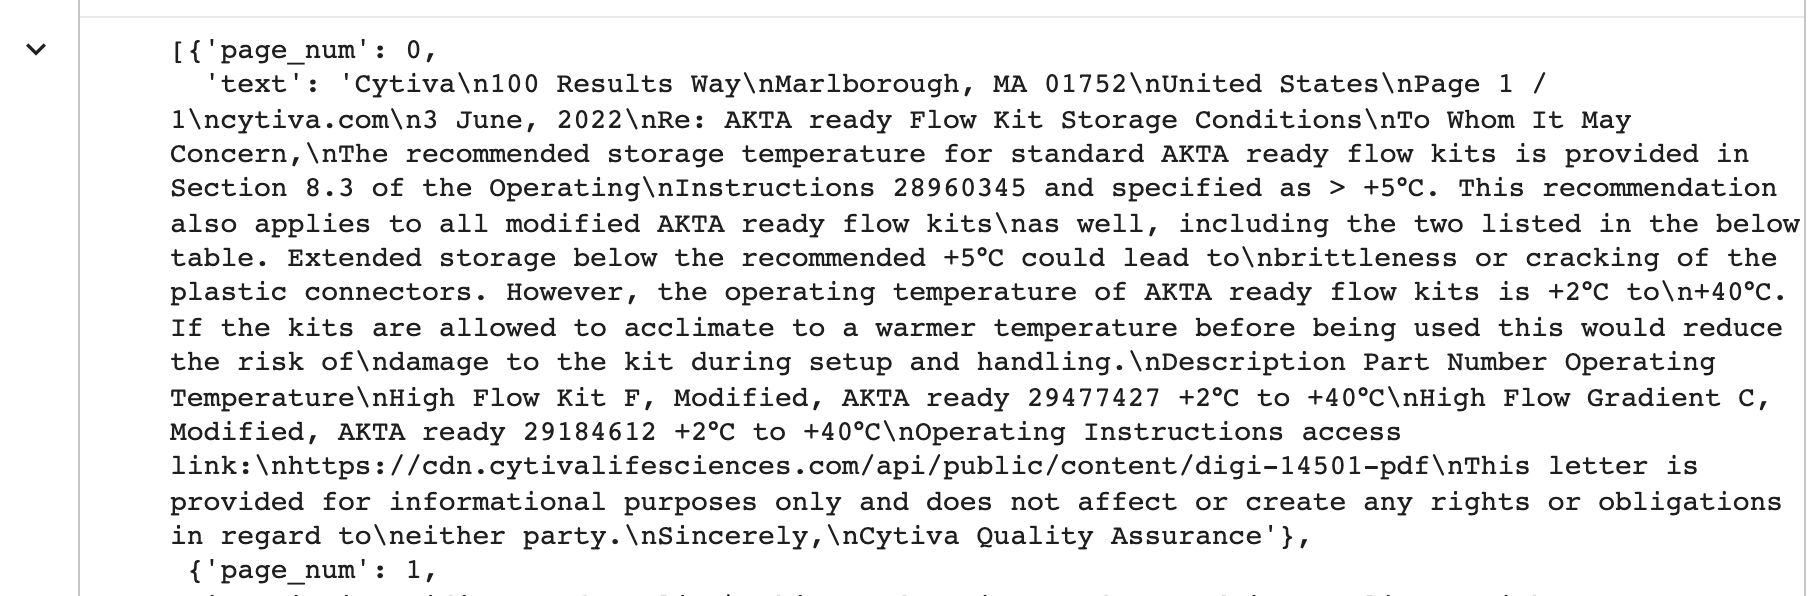 [{'page_num': 0,
'text': 'Cytiva\n100 Results Way\nMarlborough, MA 01752\nUnited States\nPage 1 /
1\ncytiva.com\n3 June, 2022\nRe: AKTA ready Flow Kit Storage Conditions\nTo Whom It May
Concern,\nThe recommended storage temperature for standard AKTA ready flow kits is provided in
Section 8.3 of the Operating\nInstructions 28960345 and specified as > +5°C. This recommendation
also applies to all modified AKTA ready flow kits\nas well, including the two listed in the below
table. Extended storage below the recommended +5°C could lead to\nbrittleness or cracking of the
plastic connectors. However, the operating temperature of AKTA ready flow kits is +2°C to\n+40°C.
If the kits are allowed to acclimate to a warmer temperature before being used this would reduce
the risk of\ndamage to the kit during setup and handling.\nDescription Part Number Operating
Temperature\nHigh Flow Kit F, Modified, AKTA ready 29477427 +2°C to +40°C\nHigh Flow Gradient C,
Modified, AKTA ready 29184612 +2°C to +40°C\nOperating Instructions access
link:\nhttps://cdn.cytivalifesciences.com/api/public/content/digi-14501-pdf\nThis letter is
provided for informational purposes only and does not affect or create any rights or obligations
in regard to\neither party.\nSincerely,\nCytiva Quality Assurance'},
{'page_num': 1,